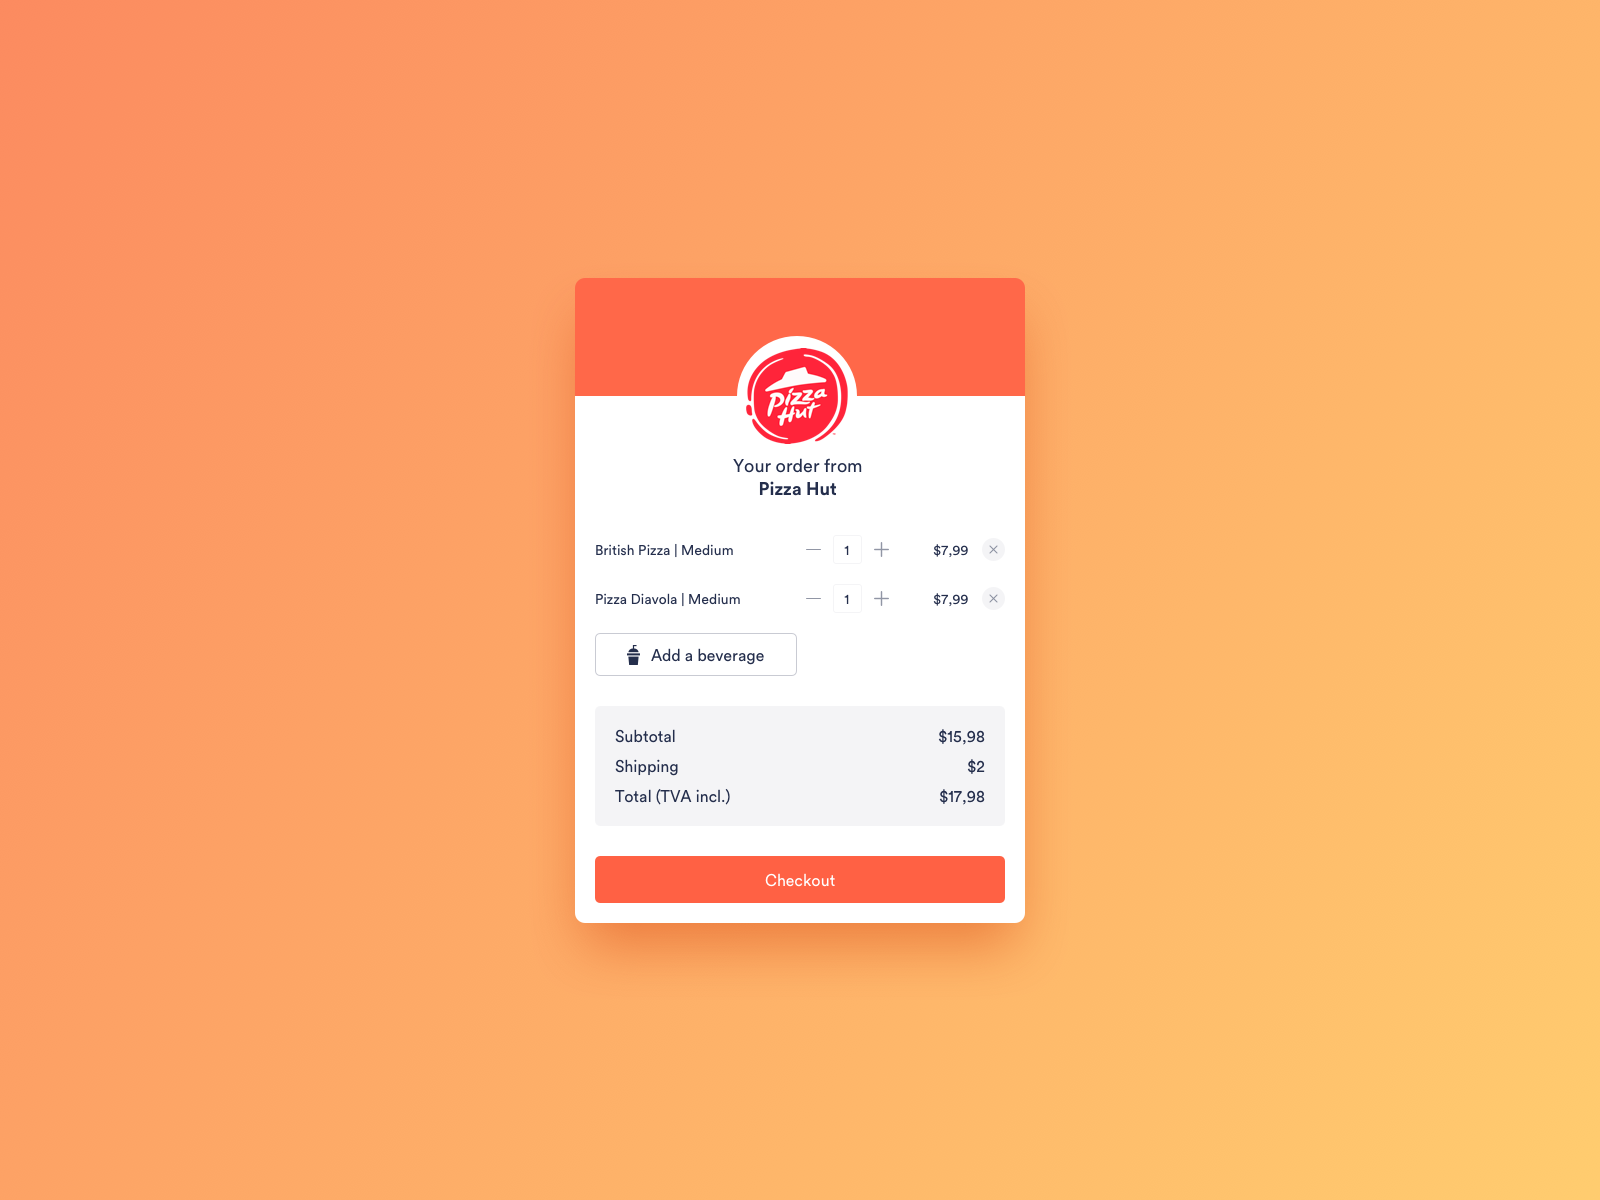 Pizza
Hut
Your order from
Pizza Hut
British Pizza | Medium 1 $7,99
Pizza Diavola | Medium 1 $7,99
Add a beverage
Subtotal $15,98
Shipping $2
Total (TVA incl.) $17,98
Checkout